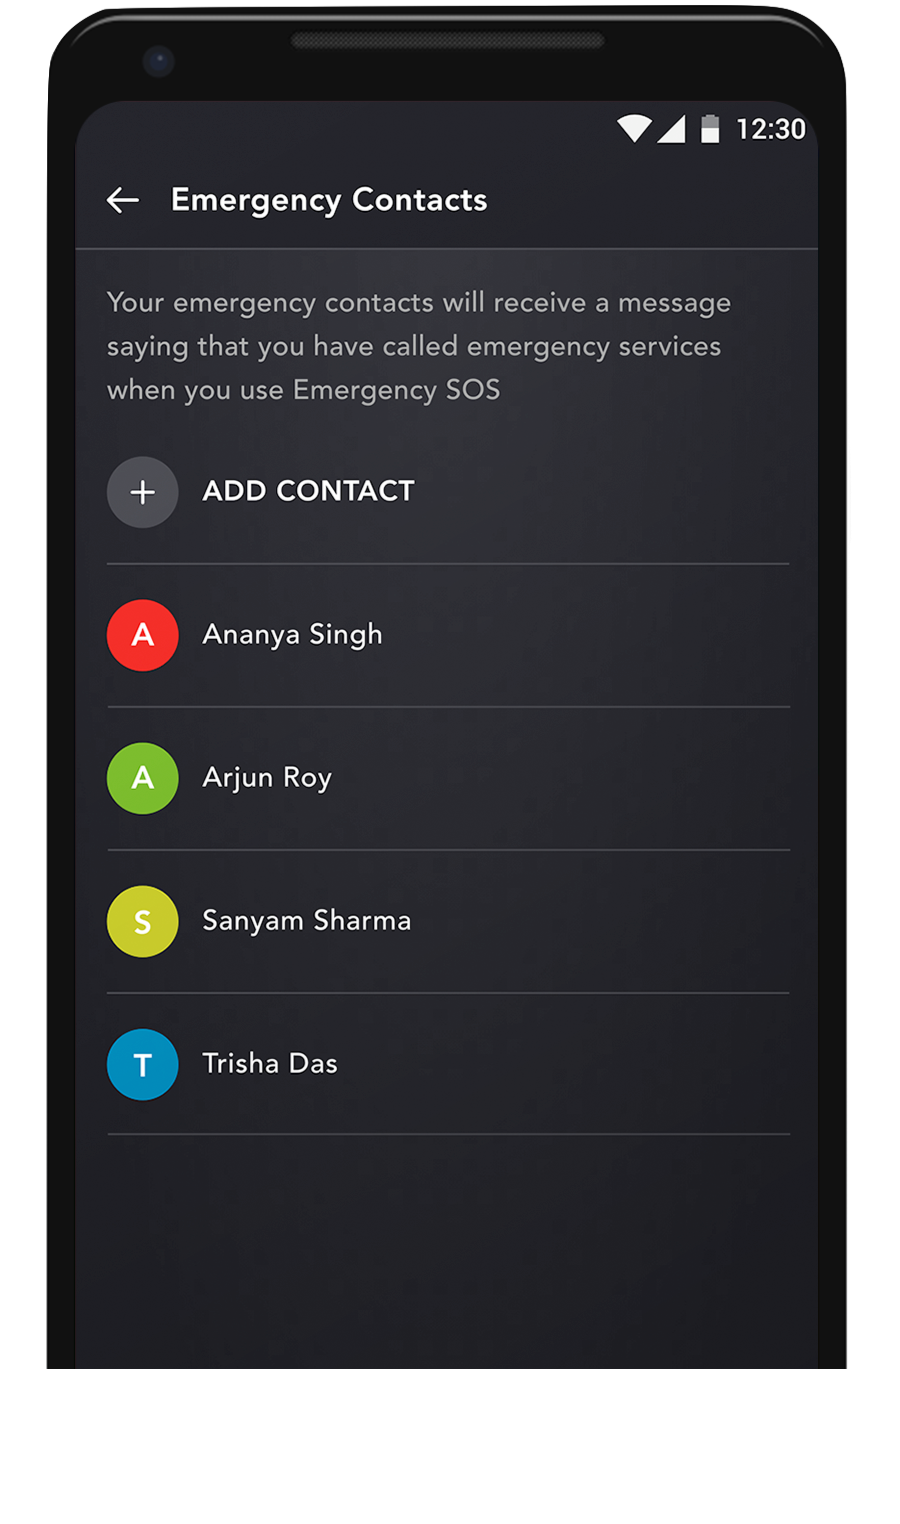 12:30
Emergency Contacts
Your emergency contacts will receive a message
saying that you have called emergency services
when you use Emergency SOS
+ ADD CONTACT
A Ananya Singh
A Arjun Roy
S Sanyam Sharma
T Trisha Das